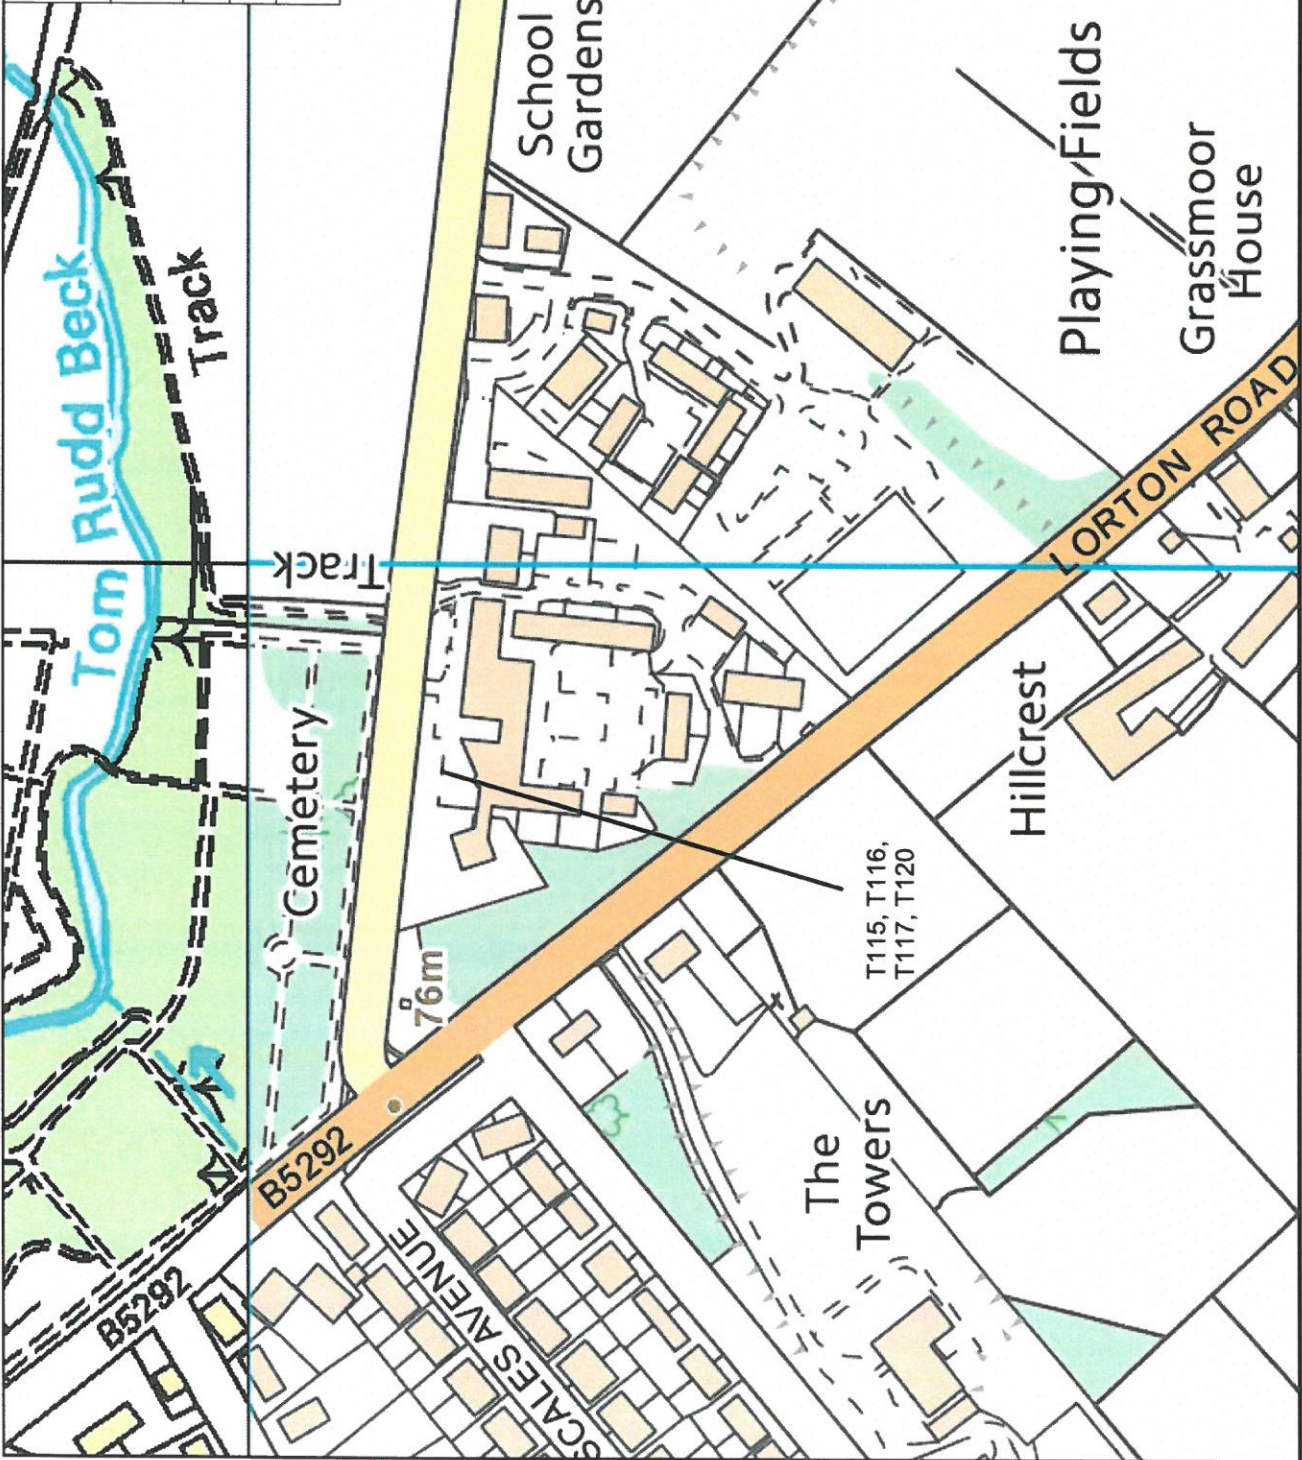 Tom Rudd Beck
Track
School
Gardens
Playing Fields
Grassmoor
House
Track
LORTON ROAD
Cemetery
Hillcrest
76m
T115, T116,
T117, T120
B5292
The
Towers
B5292
SCALES AVENUE